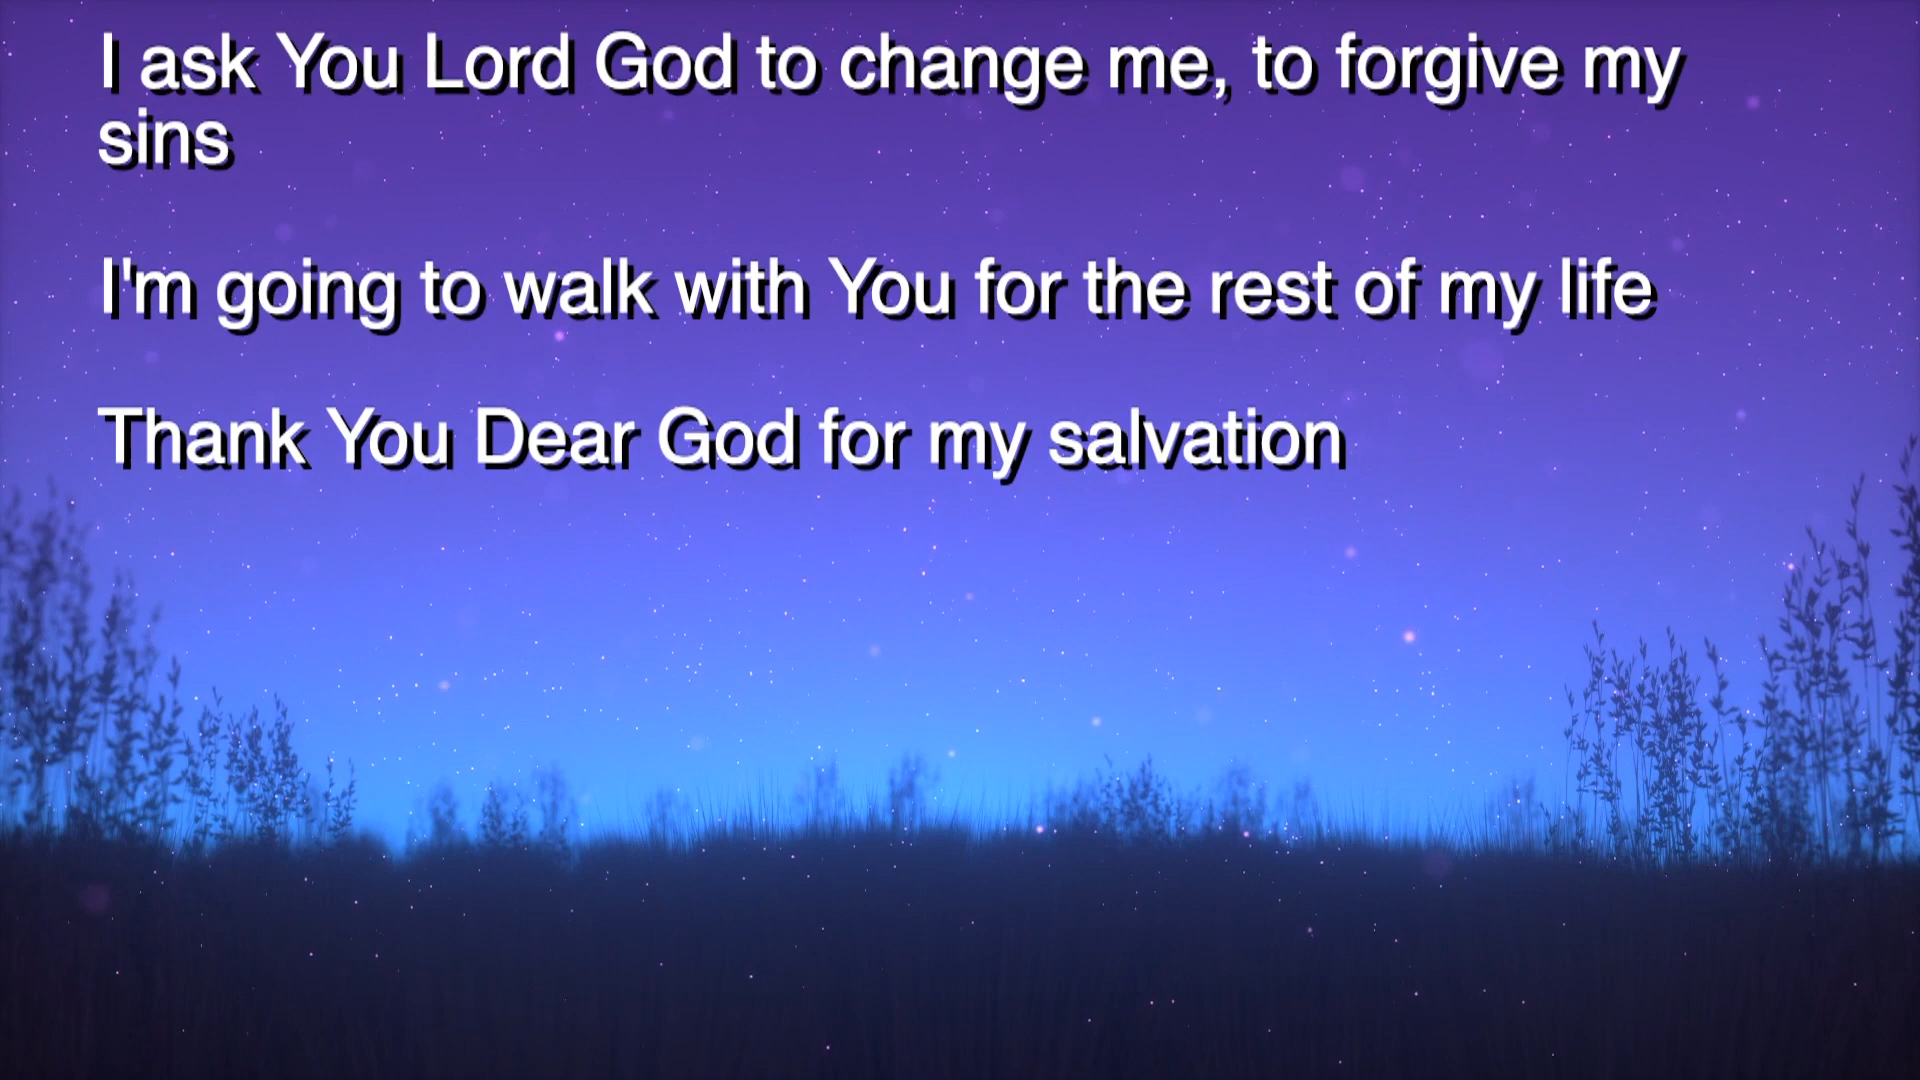 I ask You Lord God to change me, to forgive my
sins
I'm going to walk with You for the rest of my life
Thank You Dear God for my salvation